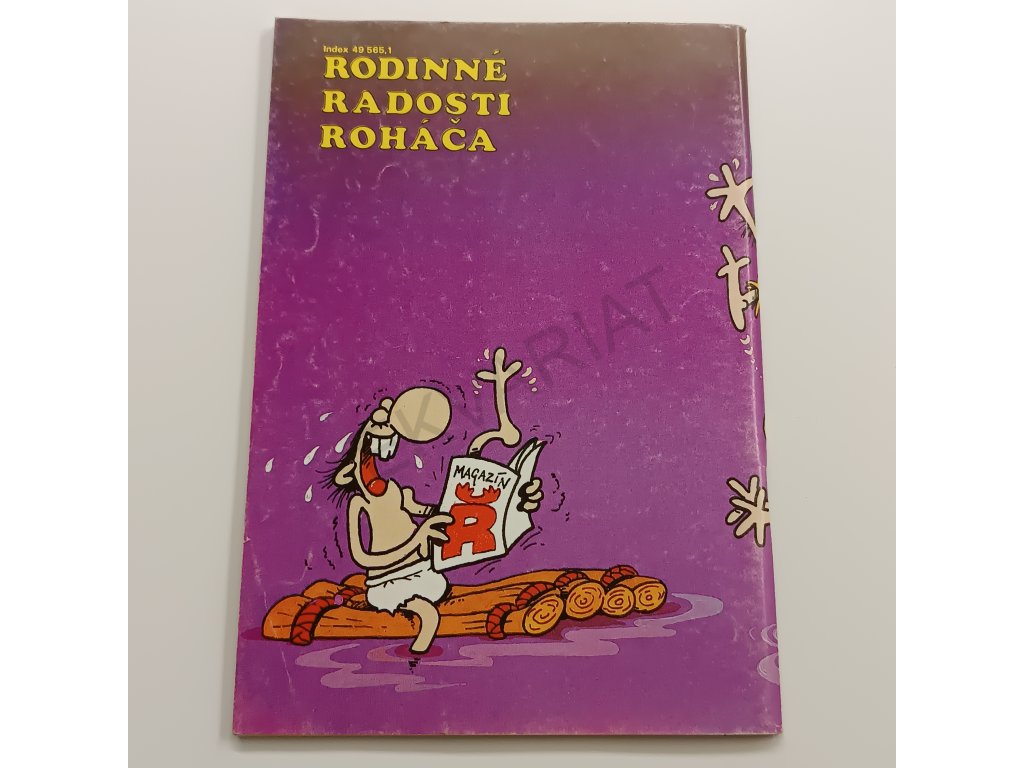 Index 49 565,1
RODINNÉ
RADOSTI
ROHÁČA
MAGAZÍN
R